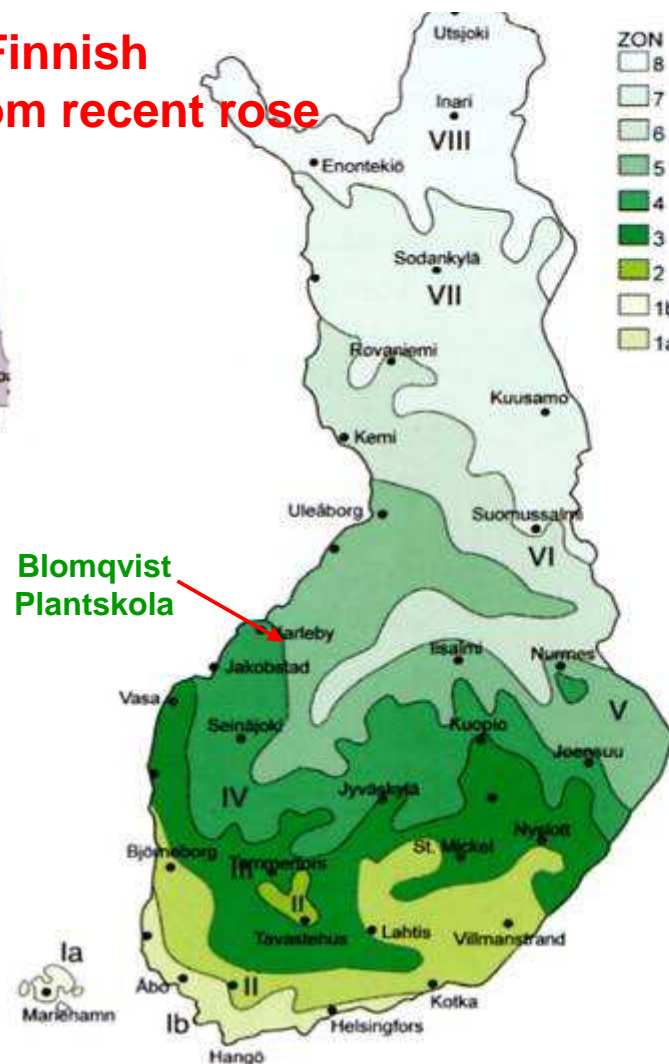 Finnish
om recent rose
Utsjoki
Inari
VIII
Enontekiö
Sodankylä
VII
Rovaniemi
Kuusamo
Kemi
Uleåborg
Suomussalmi
VI
Blomqvist
Plantskola
Karleby
Jakobstad
Iisalmi
Nurmes
Vasa
V
Seinäjoki
Kuopio
Joensuu
IV
Jyväskylä
Nyslott
St. Mickel
Björneborg
Tammerfors
III
II
Tavastehus
Lahtis
Villmanstrand
Ia
Åbo
II
Mariehamn
Kotka
Ib
Helsingfors
Hangö
ZON
8
7
6
5
4
3
2
1b
1a